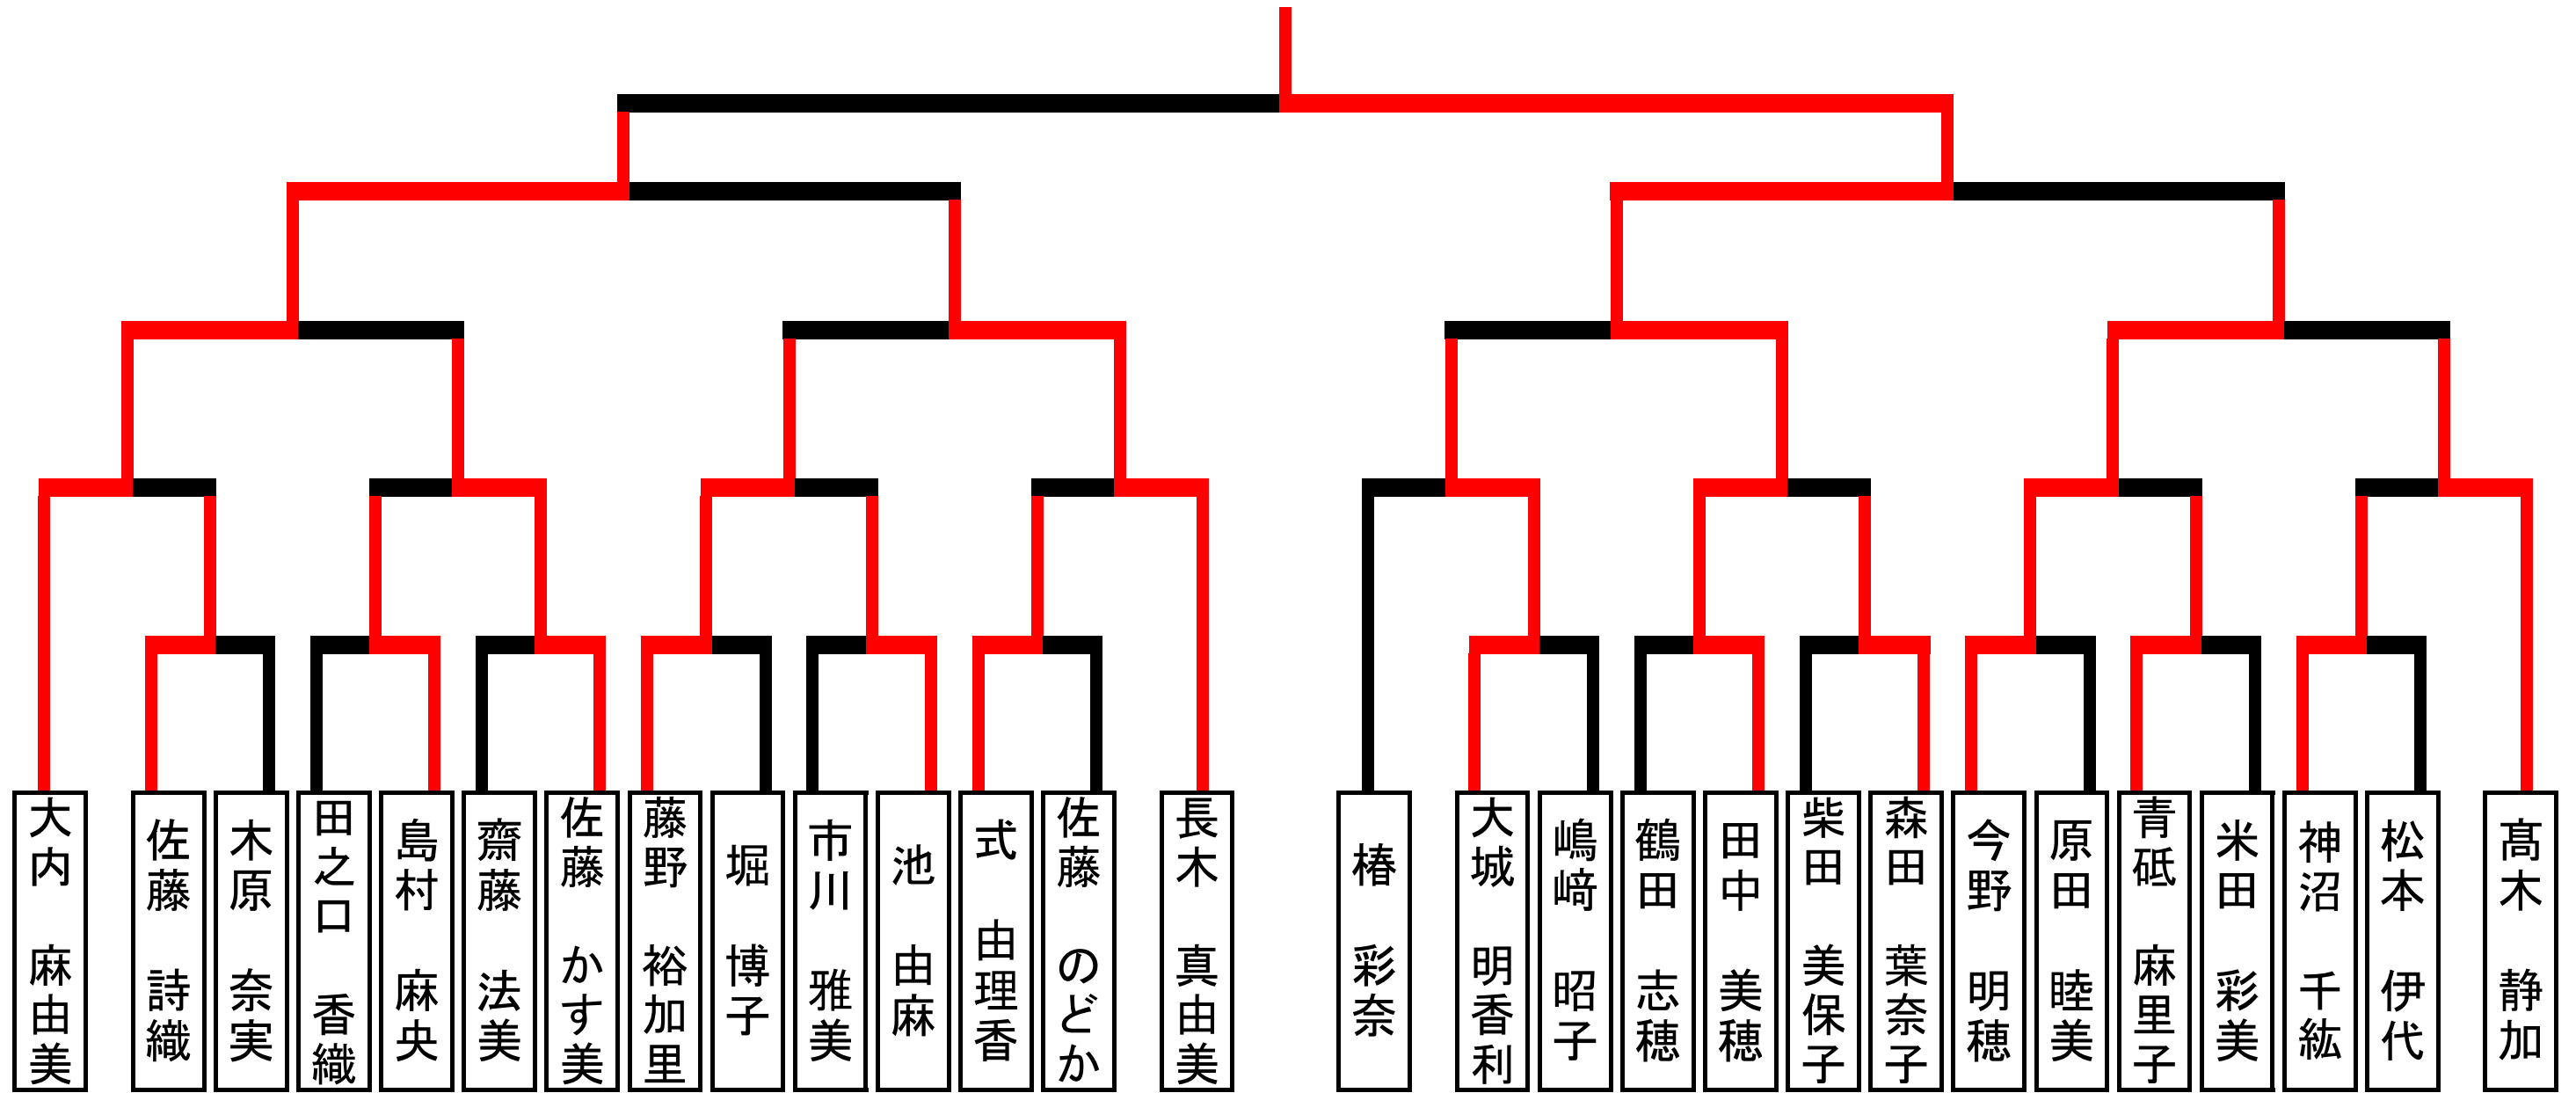 大内 麻由美
佐藤 詩織
木原 奈実
田之口 香織
島村 麻央
齋藤 法美
佐藤 かす美
藤野 裕加里
堀 博子
市川 雅美
池 由麻
式 由理香
佐藤 のどか
長木 真由美
椿 彩奈
大城 明香利
嶋﨑 昭子
鶴田 志穂
田中 美穂
柴田 美保子
森田 葉奈子
今野 明穂
原田 睦美
青砥 麻里子
米田 彩美
神沼 千紘
松本 伊代
髙木 静加